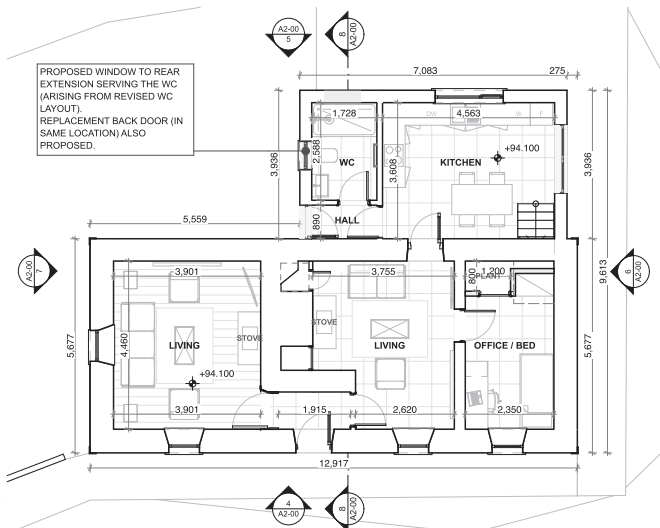 A2-00
5
8
A2-00
7,083
275
PROPOSED WINDOW TO REAR
EXTENSION SERVING THE WC
(ARISING FROM REVISED WC
LAYOUT).
REPLACEMENT BACK DOOR (IN
SAME LOCATION) ALSO
PROPOSED.
1,728
4,563
DW
W
F
3,936
2,588
WC
3,608
KITCHEN
+94.100
3,936
5,559
890
HALL
A2-00
7
6
A2-00
9,613
3,901
3,755
800
1,200
PLANT
5,677
4,460
LIVING
STOVE
STOVE
LIVING
OFFICE / BED
5,677
+94.100
3,901
1,915
2,620
2,350
12,917
4
A2-00
8
A2-00